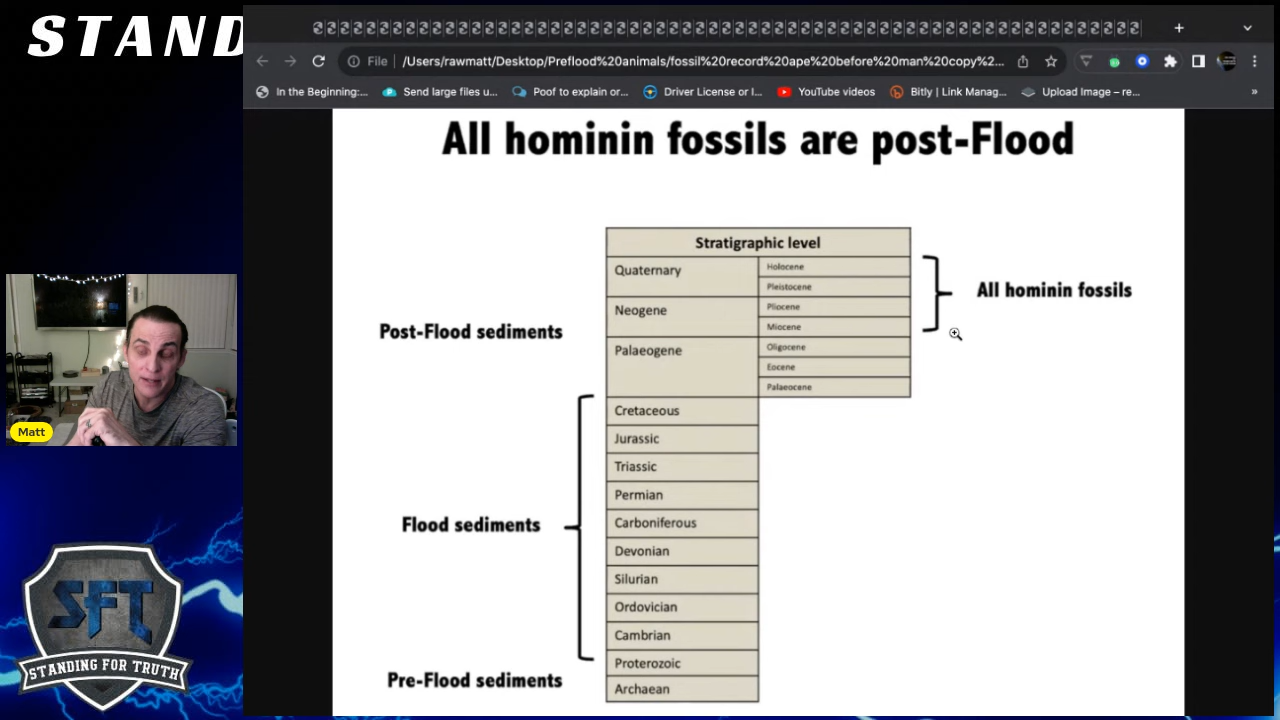 STAND
File /Users/rawmatt/Desktop/Preflood%20animals/fossil%20record%20ape%20before%20man%20copy%2...
In the Beginning:... Send large files u... Poof to explain or... Driver License or I... YouTube videos Bitly | Link Manag... Upload Image – re... »
All hominin fossils are post-Flood
Stratigraphic level
Quaternary
Holocene
Pleistocene
Neogene
Pliocene
Miocene
Palaeogene
Oligocene
Eocene
Palaeocene
All hominin fossils
Post-Flood sediments
Cretaceous
Jurassic
Triassic
Permian
Carboniferous
Devonian
Silurian
Ordovician
Cambrian
Proterozoic
Archaean
Flood sediments
Pre-Flood sediments
Matt
SFT
STANDING FOR TRUTH